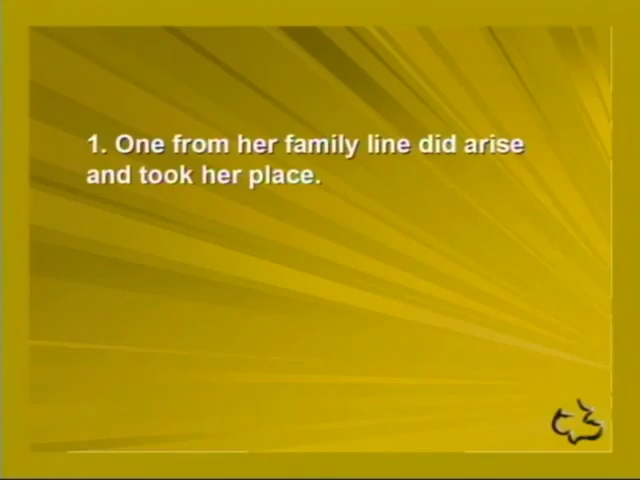 1. One from her family line did arise
and took her place.